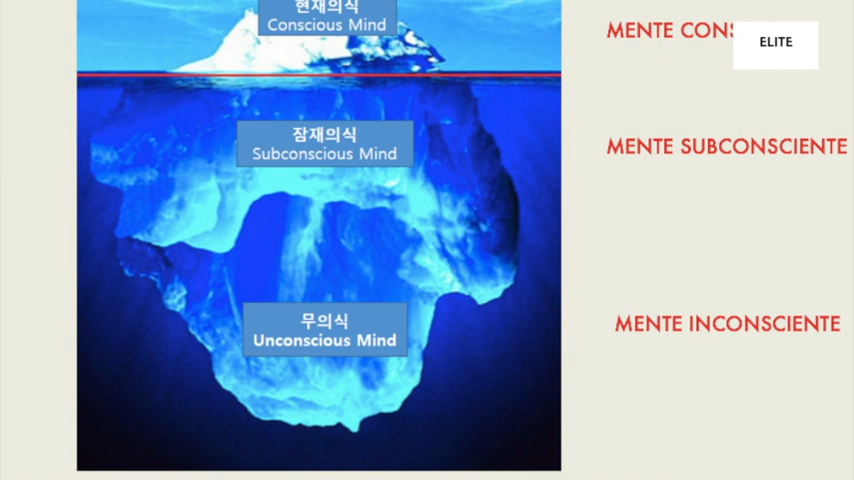 현재의식
Conscious Mind
MENTE
ELITE
잠재의식
Subconscious Mind
MENTE SUBCONSCIENTE
무의식
Unconscious Mind
MENTE INCONSCIENTE